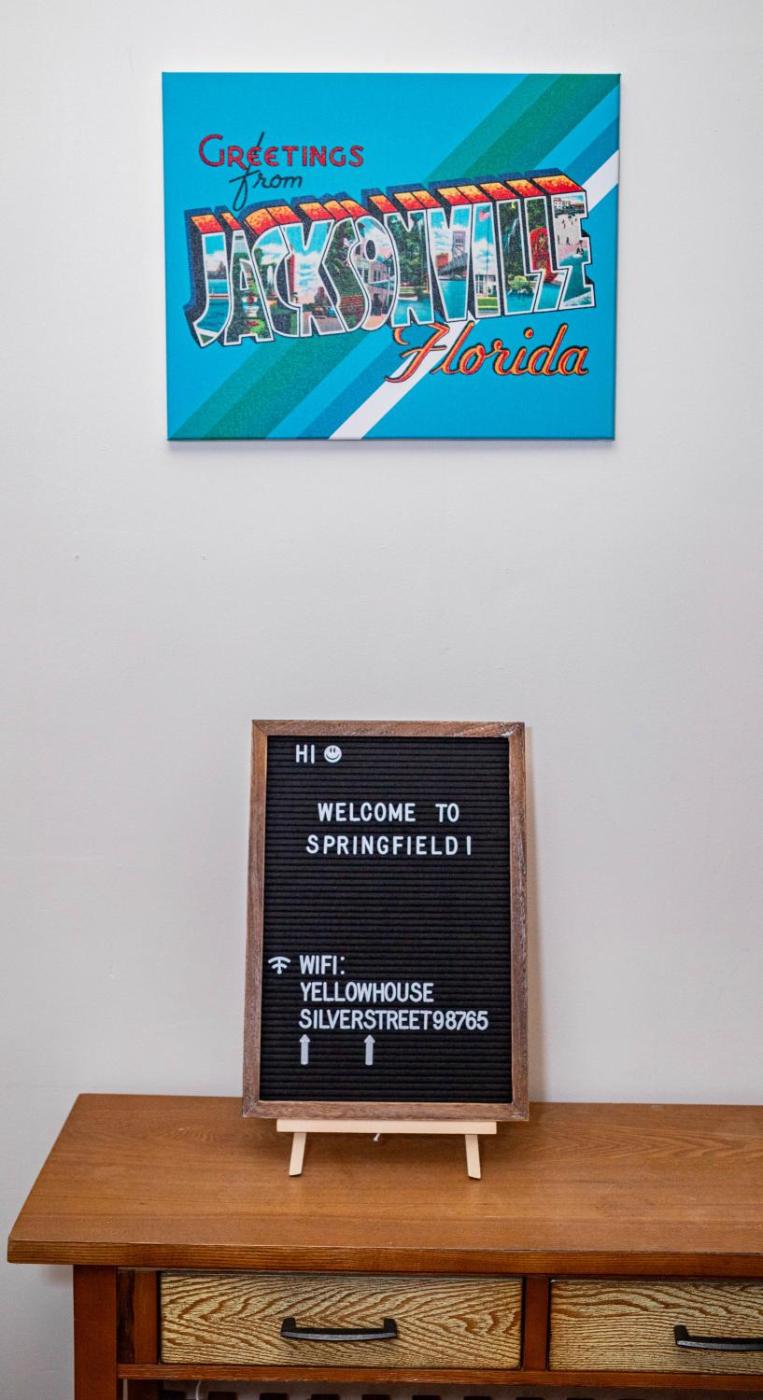 GREETINGS
from
JACKSONVILLE
Florida
HI
WELCOME TO
SPRINGFIELD!
WIFI:
YELLOWHOUSE
SILVERSTREET98765